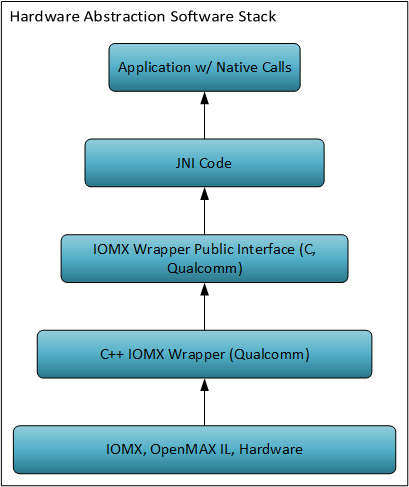 Hardware Abstraction Software Stack
Application w/ Native Calls
JNI Code
IOMX Wrapper Public Interface (C,
Qualcomm)
C++ IOMX Wrapper (Qualcomm)
IOMX, OpenMAX IL, Hardware